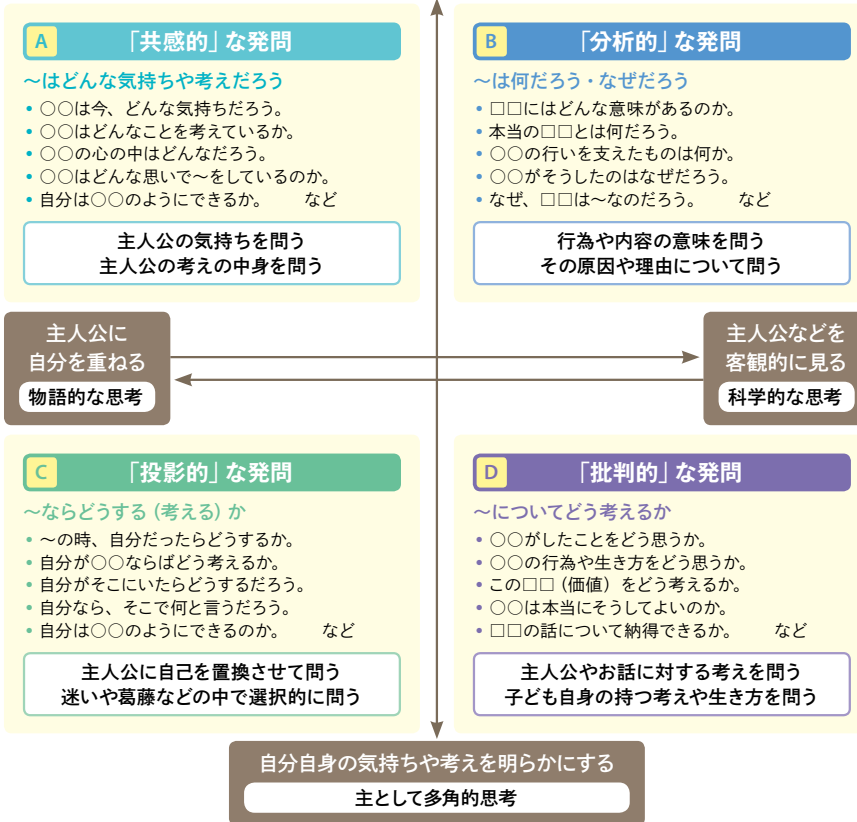 A 「共感的」な発問
～はどんな気持ちや考えだろう
• ○○は今、どんな気持ちだろう。
• ○○はどんなことを考えているか。
• ○○の心の中はどんなだろう。
• ○○はどんな思いで～をしているのか。
• 自分は○○のようにできるか。 など
主人公の気持ちを問う
主人公の考えの中身を問う
B 「分析的」な発問
～は何だろう・なぜだろう
• □□にはどんな意味があるのか。
• 本当の□□とは何だろう。
• ○○の行いを支えたものは何か。
• ○○がそうしたのはなぜだろう。
• なぜ、□□は～なのだろう。 など
行為や内容の意味を問う
その原因や理由について問う
主人公に
自分を重ねる
物語的な思考
主人公などを
客観的に見る
科学的な思考
C 「投影的」な発問
～ならどうする（考える）か
• ～の時、自分だったらどうするか。
• 自分が○○ならばどう考えるか。
• 自分がそこにいたらどうするだろう。
• 自分なら、そこで何と言うだろう。
• 自分は○○のようにできるのか。 など
主人公に自己を置換させて問う
迷いや葛藤などの中で選択的に問う
D 「批判的」な発問
～についてどう考えるか
• ○○がしたことをどう思うか。
• ○○の行為や生き方をどう思うか。
• この□□（価値）をどう考えるか。
• ○○は本当にそうしてよいのか。
• □□の話について納得できるか。 など
主人公やお話に対する考えを問う
子ども自身の持つ考えや生き方を問う
自分自身の気持ちや考えを明らかにする
主として多角的思考